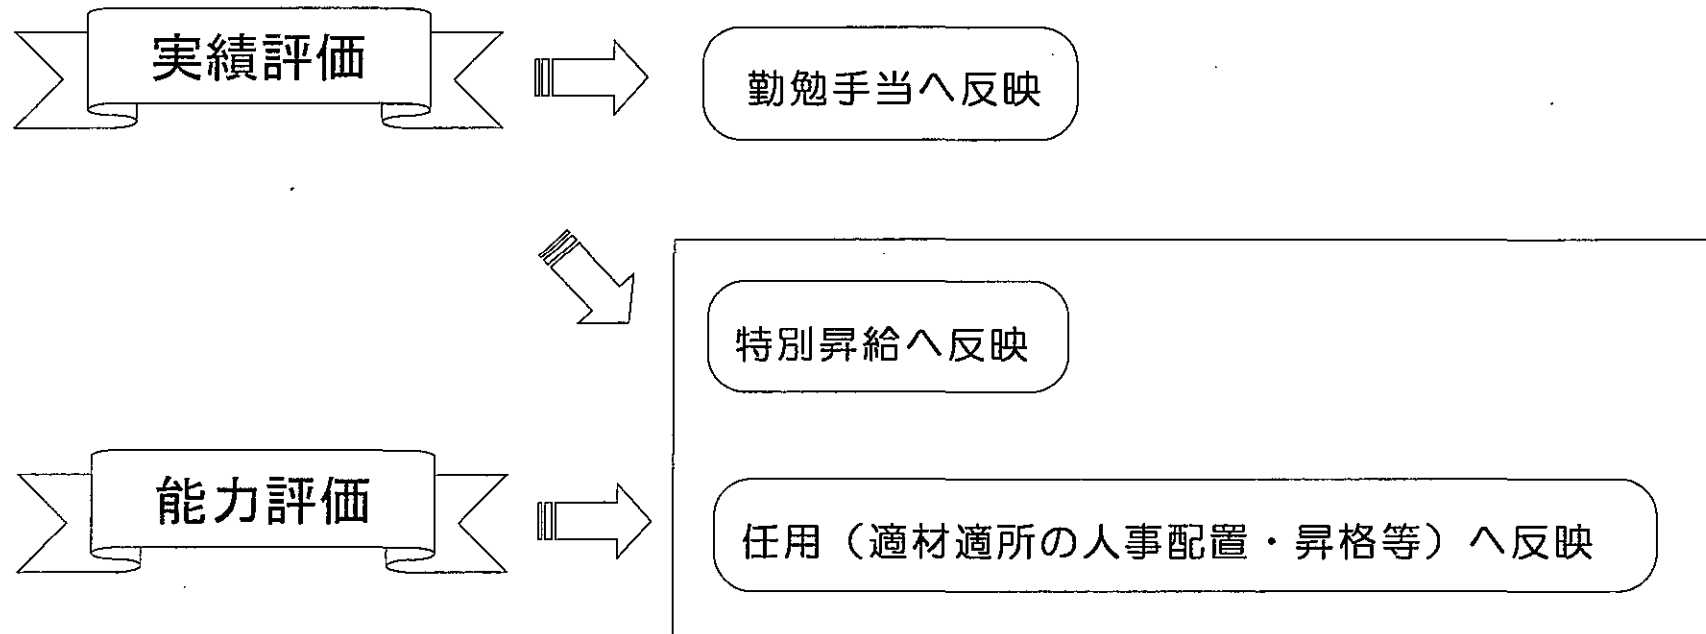 実績評価
勤勉手当へ反映
特別昇給へ反映
能力評価
任用（適材適所の人事配置・昇格等）へ反映